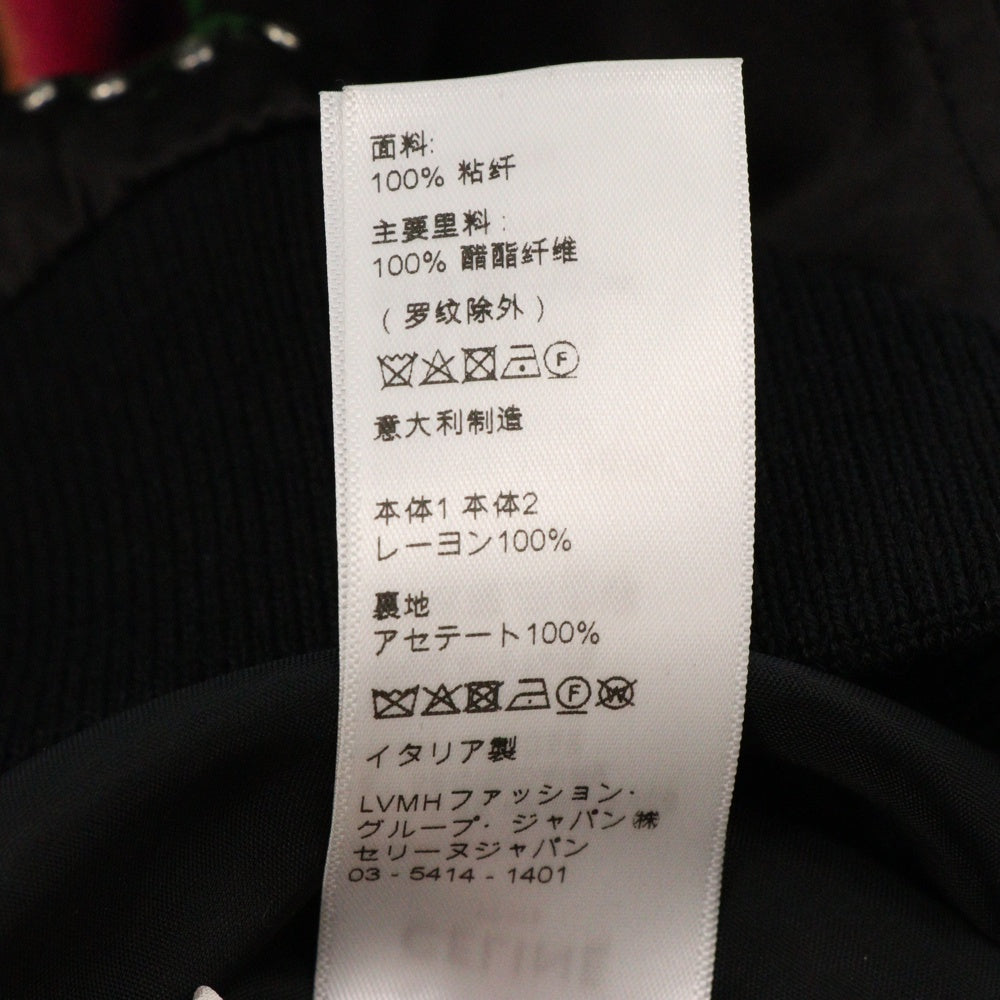 面料:
100% 粘纤
主要里料:
100% 醋酯纤维
(罗纹除外)
F
意大利制造
本体1 本体2
レーヨン100%
裏地
アセテート100%
F W
イタリア製
LVMHファッション·
グループ· ジャパン㈱
セリーヌジャパン
03 - 5414 - 1401
CELINE